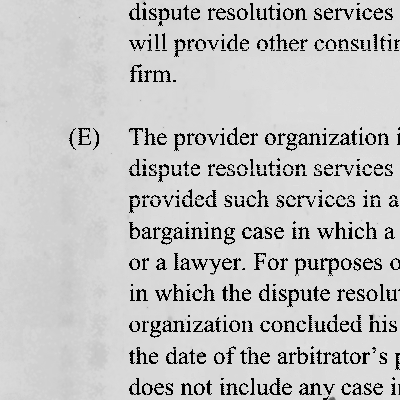 dispute resolution services
will provide other consultin
firm.
(E) The provider organization i
dispute resolution services
provided such services in a
bargaining case in which a
or a lawyer. For purposes o
in which the dispute resolut
organization concluded his
the date of the arbitrator's p
does not include any case i